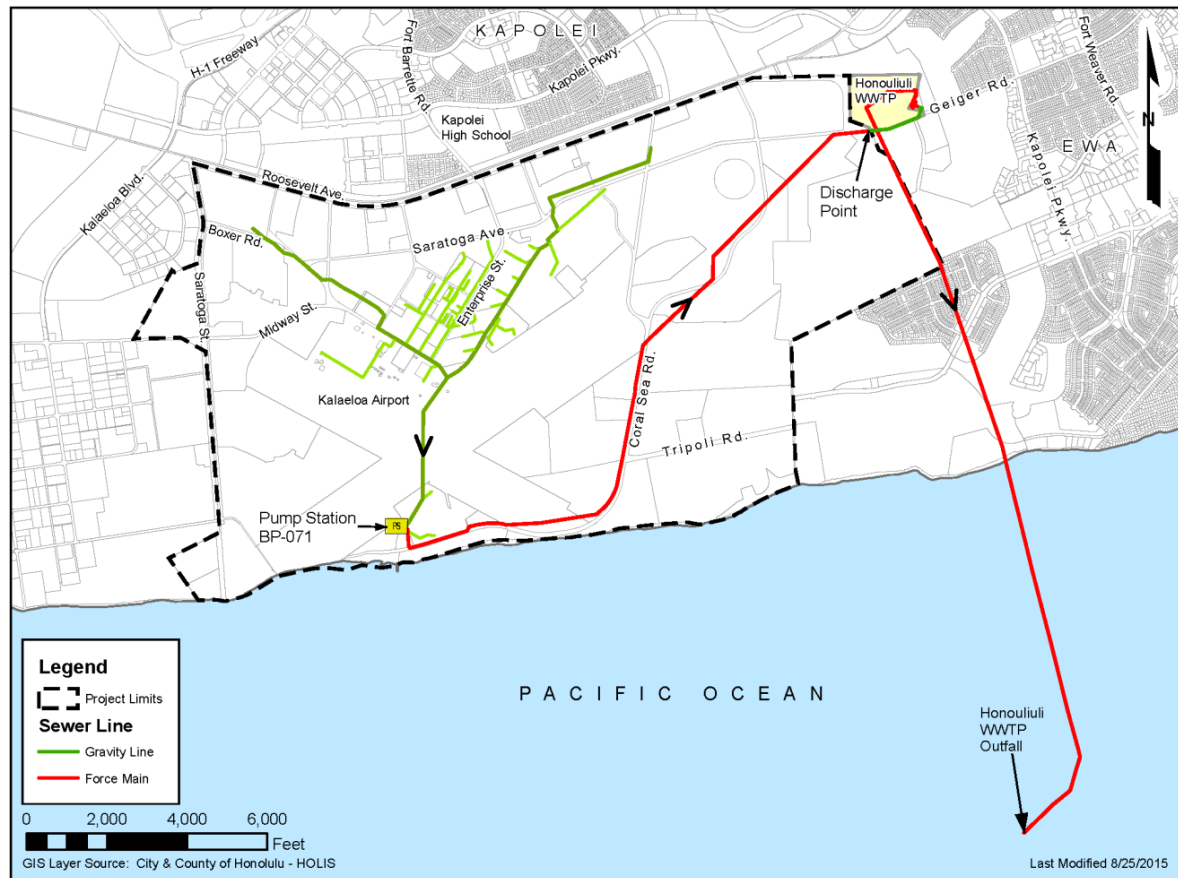 KAPOLEI
H-1 Freeway
Fort Barrette Rd.
Kapolei Pkwy.
Fort Weaver Rd.
Honouliuli
WWTP
Geiger Rd.
N
Kapolei
High School
EWA
Kapolei Pkwy.
Kalaeloa Blvd.
Roosevelt Ave.
Discharge
Point
Boxer Rd.
Saratoga Ave.
Saratoga St.
Enterprise St.
Midway St.
Coral Sea Rd.
Kalaeloa Airport
Tripoli Rd.
Pump Station
BP-071
PS
Legend
Project Limits
Sewer Line
Gravity Line
Force Main
PACIFIC OCEAN
Honouliuli
WWTP
Outfall
0 2,000 4,000 6,000
Feet
GIS Layer Source: City & County of Honolulu - HOLIS
Last Modified 8/25/2015